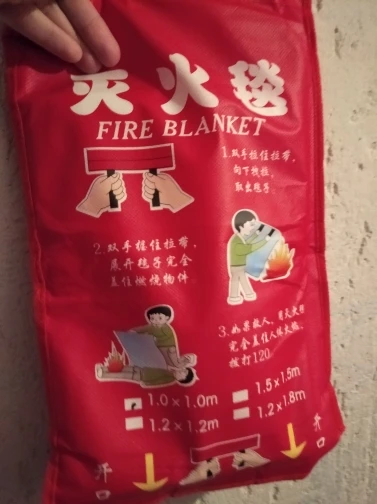 灭火毯
FIRE BLANKET
1.双手拉住拉带,
向下拽拉,
取出毯子.
2.双手握住拉带,
展开毯子完全
盖住燃烧物件
3.如果救人,用灭火毯
完全盖住人体火焰,
拨打120
1.0 x 1.0m
1.5 x 1.5m
1.2 x 1.2m
1.2 x 1.8m
开口
开口